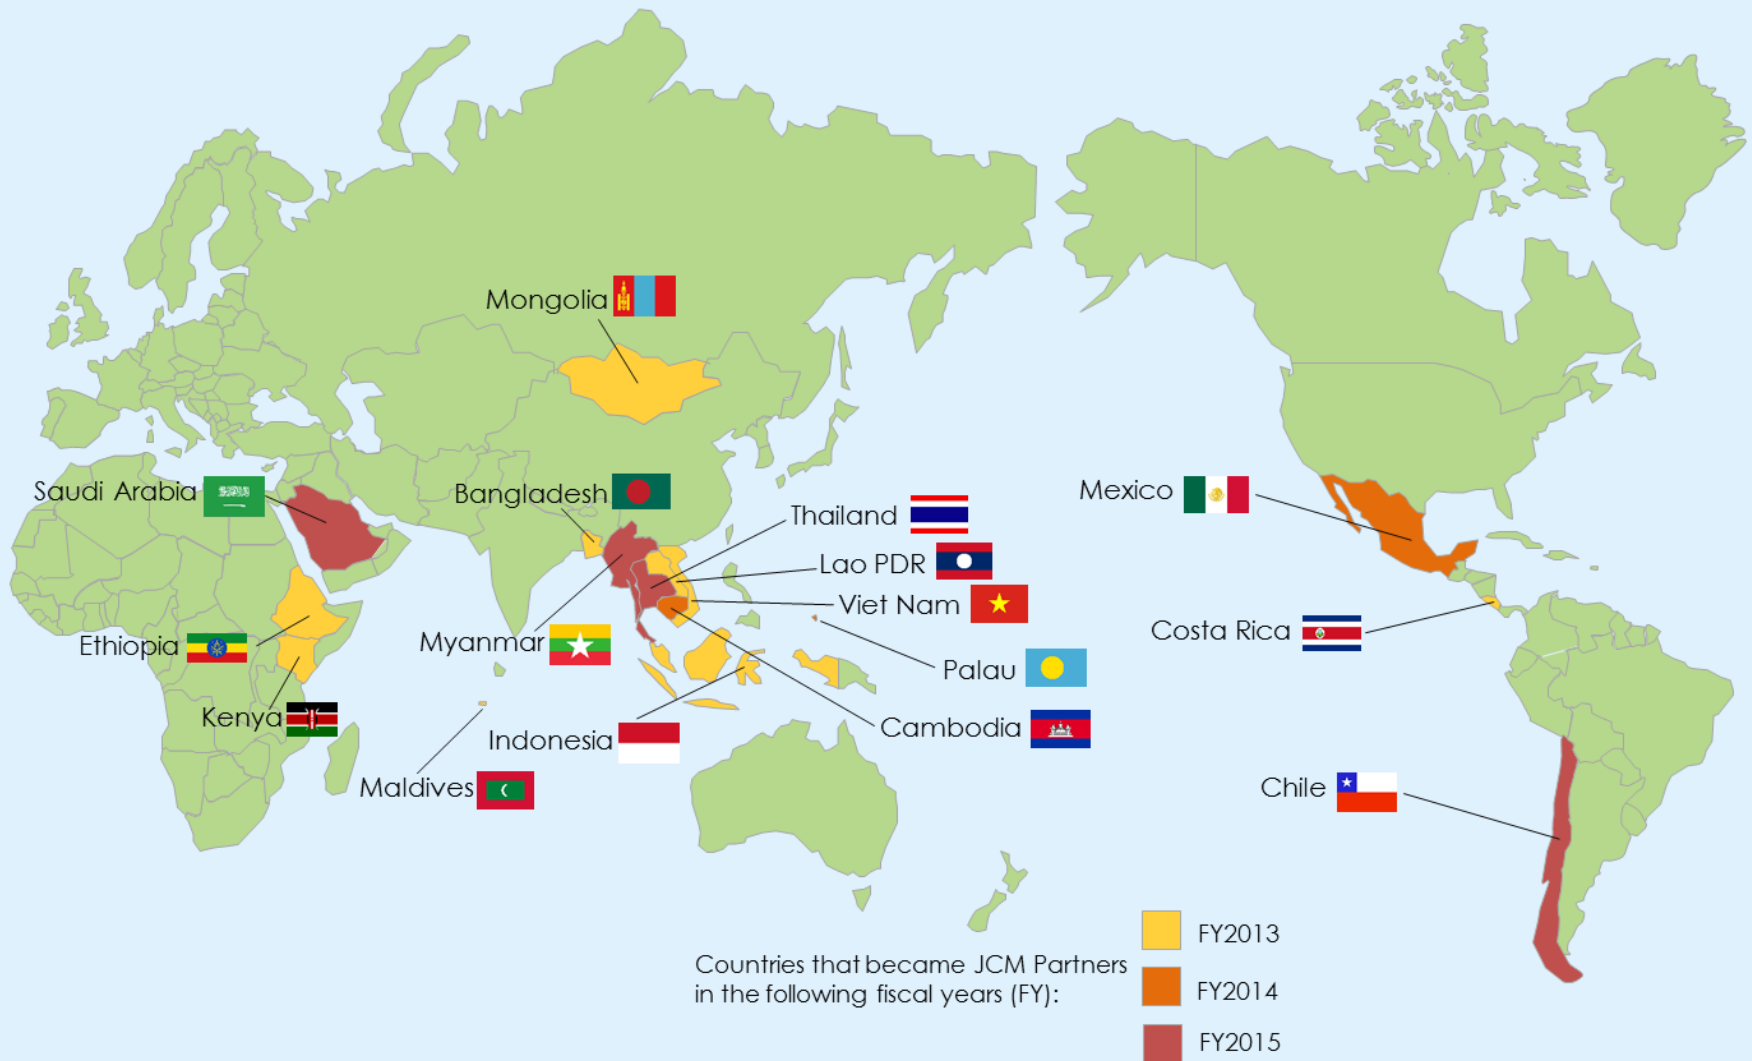 Mongolia
Saudi Arabia
Bangladesh
Mexico
Thailand
Lao PDR
Viet Nam
Costa Rica
Ethiopia
Myanmar
Palau
Kenya
Indonesia
Cambodia
Maldives
Chile
Countries that became JCM Partners
in the following fiscal years (FY):
FY2013
FY2014
FY2015